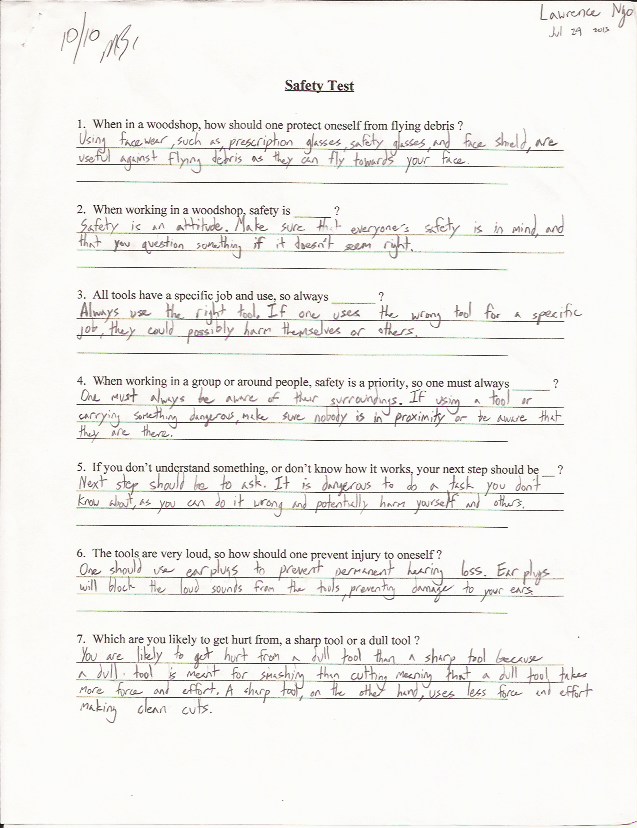 Lawrence Ngo
Jul 29 2013
10/10
Safety Test
1. When in a woodshop, how should one protect oneself from flying debris ?
Using facewear, such as prescription glasses, safety glasses, and face shield, are
useful against flying debris as they can fly towards your face.
2. When working in a woodshop, safety is _____ ?
Safety is an attitude. Make sure that everyone's safety is in mind, and
that you question something if it doesn't seem right.
3. All tools have a specific job and use, so always ______ ?
Always use the right tool. If one uses the wrong tool for a specific
job, they could possibly harm themselves or others.
4. When working in a group or around people, safety is a priority, so one must always _____ ?
One must always be aware of their surroundings. If using a tool or
carrying something dangerous, make sure nobody is in proximity or be aware that
they are there.
5. If you don't understand something, or don't know how it works, your next step should be __ ?
Next step should be to ask. It is dangerous to do a task you don't
know about, as you can do it wrong and potentially harm yourself and others.
6. The tools are very loud, so how should one prevent injury to oneself ?
One should use ear plugs to prevent permanent hearing loss. Ear plugs
will block the loud sounds from the tools, preventing damage to your ears.
7. Which are you likely to get hurt from, a sharp tool or a dull tool ?
You are likely to get hurt from a dull tool than a sharp tool because
a dull tool is meant for smashing than cutting meaning that a dull tool takes
more force and effort. A sharp tool, on the other hand, uses less force and effort
making clean cuts.